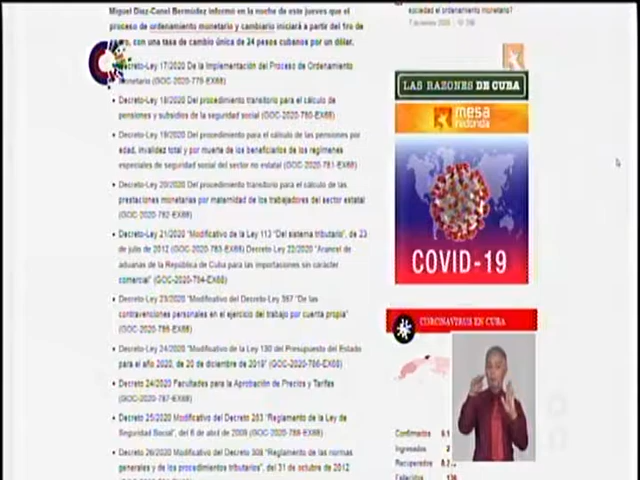 Miguel Díaz-Canel Bermúdez informó en la noche de este jueves que el
proceso de ordenamiento monetario y cambiario iniciará a partir del 1ro de
con una tasa de cambio única de 24 pesos cubanos por un dólar.
17/2020 De la Implementación del Proceso de Ordenamiento
Monetario (GOC-2020-778-EX68)
• Decreto-Ley 18/2020 Del procedimiento transitorio para el cálculo de
pensiones y subsidios de la seguridad social (GOC-2020-780-EX68)
• Decreto-Ley 19/2020 Del procedimiento para el cálculo de las pensiones por
edad, invalidez total y por muerte de los beneficiarios de los regímenes
especiales de seguridad social del sector no estatal (GOC-2020-781-EX68)
• Decreto-Ley 20/2020 Del procedimiento transitorio para el cálculo de las
prestaciones monetarias por maternidad de los trabajadores del sector estatal
(GOC-2020-782-EX68)
• Decreto-Ley 21/2020 "Modificativo de la Ley 113 "Del sistema tributario", de 23
de julio de 2012 (GOC-2020-783-EX68) Decreto Ley 22/2020 "Arancel de
aduanas de la República de Cuba para las importaciones sin carácter
comercial" (GOC-2020-784-EX68)
• Decreto-Ley 23/2020 "Modificativo del Decreto-Ley 357 "De las
contravenciones personales en el ejercicio del trabajo por cuenta propia"
(GOC-2020-785-EX68)
• Decreto-Ley 24/2020 "Modificativo de la Ley 130 del Presupuesto del Estado
para el año 2020, de 20 de diciembre de 2019" (GOC-2020-786-EX68)
• Decreto 24/2020 Facultades para la Aprobación de Precios y Tarifas
(GOC-2020-787-EX68)
• Decreto 25/2020 Modificativo del Decreto 283 "Reglamento de la Ley de
Seguridad Social", del 6 de abril de 2009 (GOC-2020-788-EX68)
• Decreto 26/2020 Modificativo del Decreto 308 "Reglamento de las normas
generales y de los procedimientos tributarios", del 31 de octubre de 2012
sociedad el ordenamiento monetario?
7 diciembre 2020
LAS RAZONES DE CUBA
mesa
redonda
COVID-19
CORONAVIRUS EN CUBA
Confirmados
Ingresados
Recuperados
Fallecidos 136